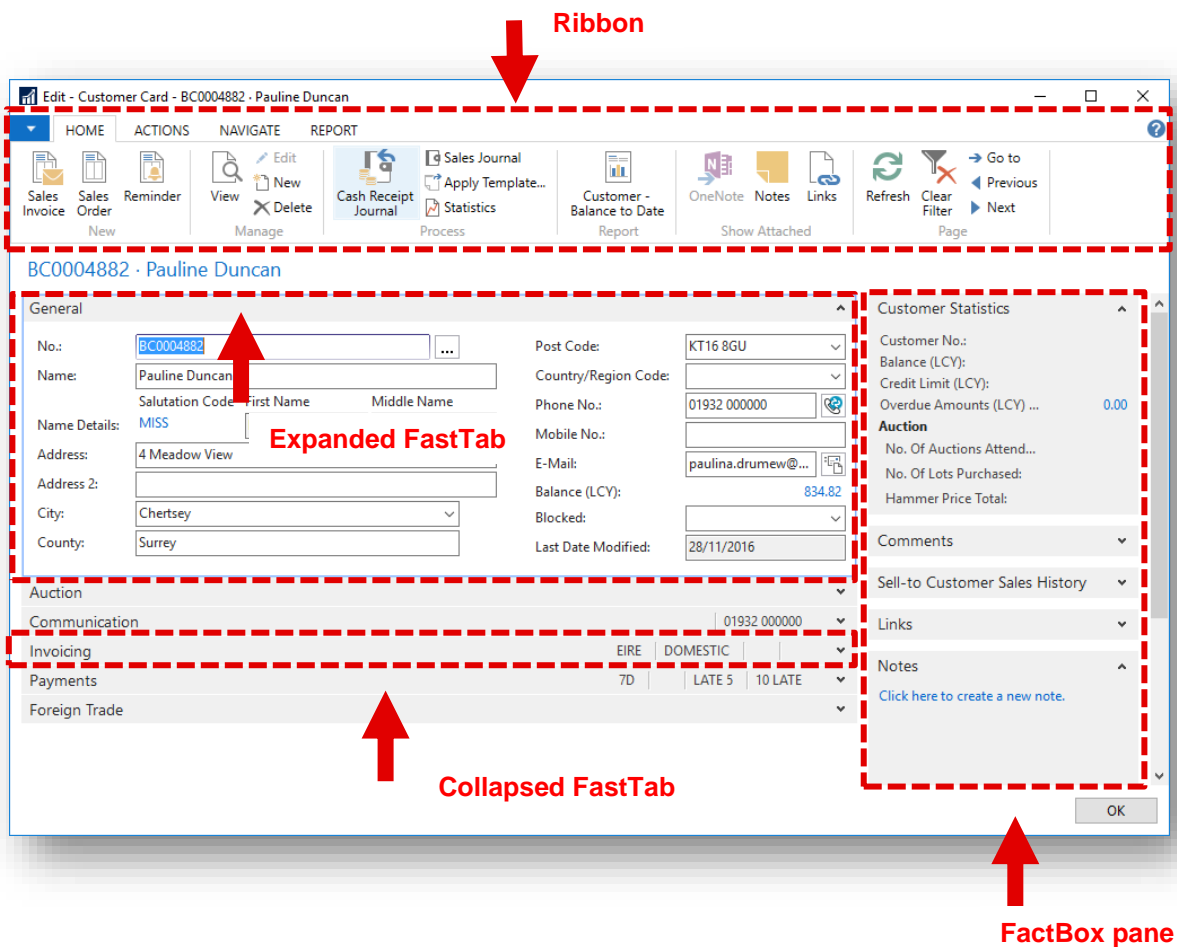 Ribbon
Edit - Customer Card - BC0004882 · Pauline Duncan
HOME ACTIONS NAVIGATE REPORT
Sales Invoice
Sales Order
Reminder
New
View
Edit
New
Delete
Manage
Cash Receipt Journal
Sales Journal
Apply Template...
Statistics
Process
Customer - Balance to Date
Report
OneNote
Notes
Links
Show Attached
Refresh
Clear Filter
Go to
Previous
Next
Page
BC0004882 · Pauline Duncan
General
No.: BC0004882 ...
Name: Pauline Duncan
Salutation Code First Name Middle Name
Name Details: MISS
Expanded FastTab
Address: 4 Meadow View
Address 2:
City: Chertsey
County: Surrey
Post Code: KT16 8GU
Country/Region Code:
Phone No.: 01932 000000
Mobile No.:
E-Mail: paulina.drumew@...
Balance (LCY): 834.82
Blocked:
Last Date Modified: 28/11/2016
Auction
Communication 01932 000000
Invoicing EIRE DOMESTIC
Payments 7D LATE 5 10 LATE
Foreign Trade
Collapsed FastTab
Customer Statistics
Customer No.:
Balance (LCY):
Credit Limit (LCY):
Overdue Amounts (LCY) ... 0.00
Auction
No. Of Auctions Attend...
No. Of Lots Purchased:
Hammer Price Total:
Comments
Sell-to Customer Sales History
Links
Notes
Click here to create a new note.
OK
FactBox pane